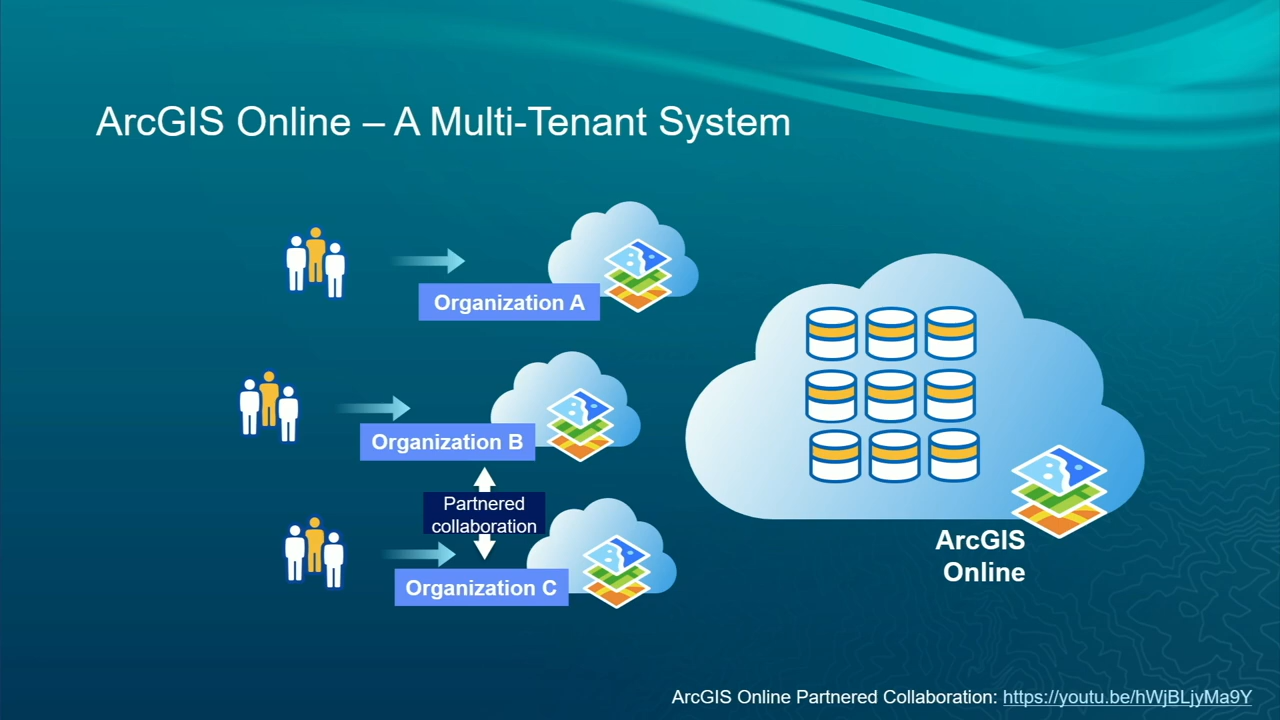 ArcGIS Online – A Multi-Tenant System
Organization A
Organization B
Partnered
collaboration
Organization C
ArcGIS
Online
ArcGIS Online Partnered Collaboration: https://youtu.be/hWjBLjyMa9Y